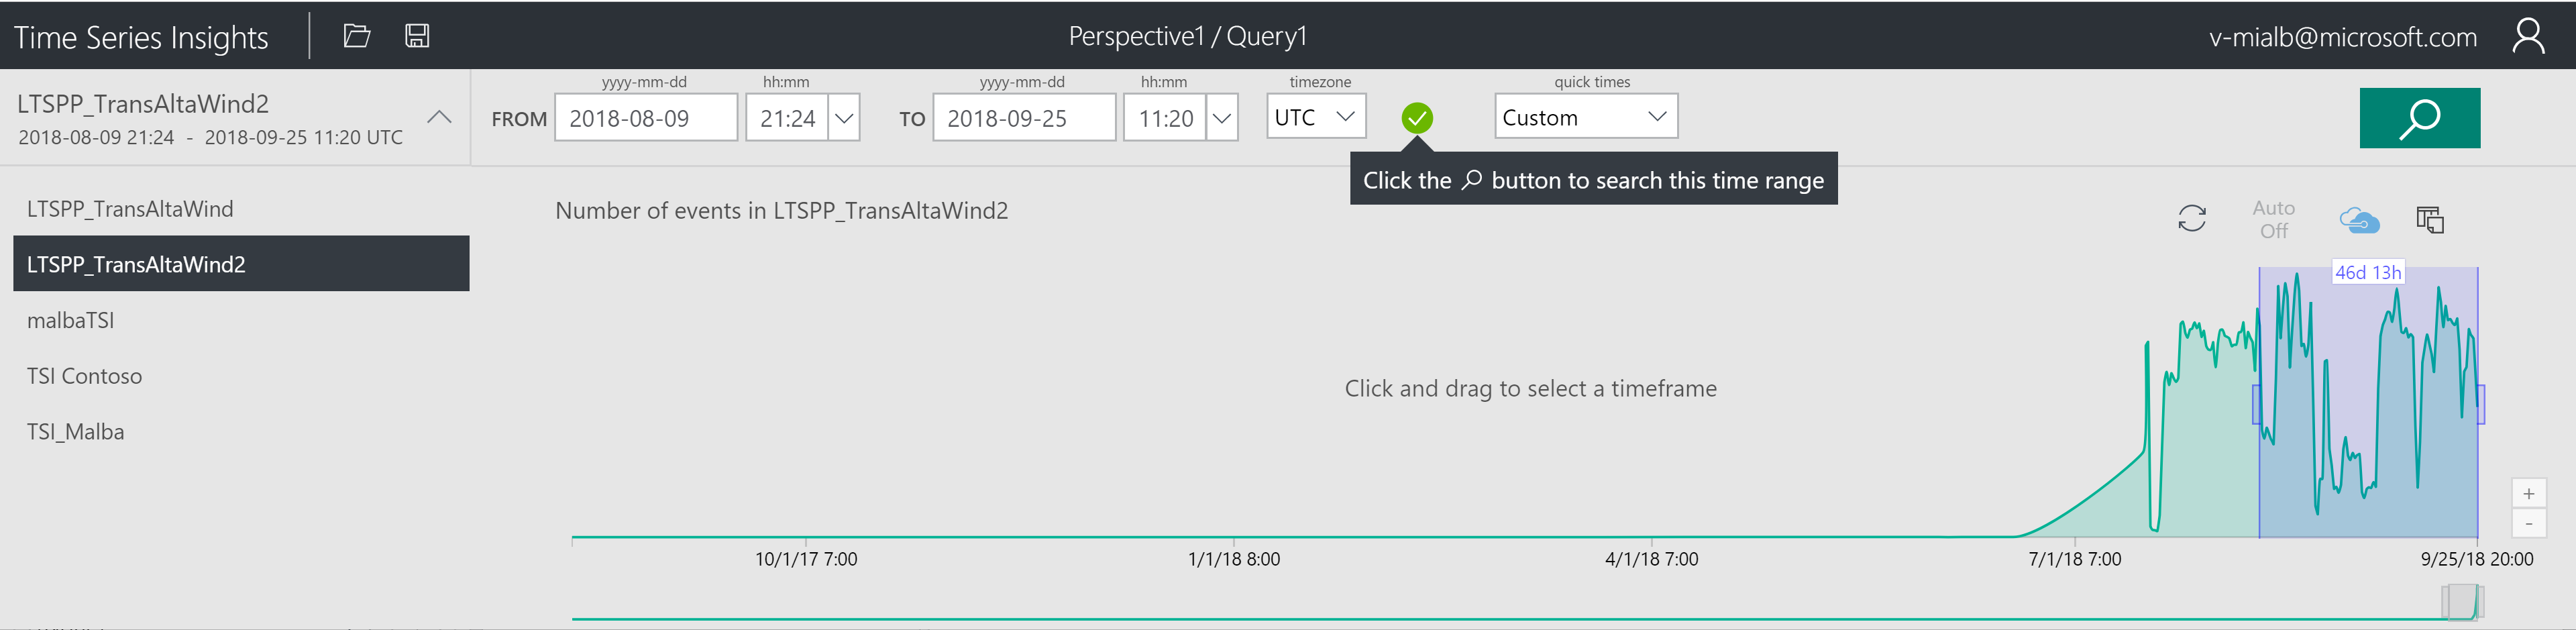 Time Series Insights
Perspective1 / Query1
v-mialb@microsoft.com
LTSPP_TransAltaWind2
2018-08-09 21:24 - 2018-09-25 11:20 UTC
yyyy-mm-dd hh:mm yyyy-mm-dd hh:mm timezone quick times
FROM 2018-08-09 21:24 TO 2018-09-25 11:20 UTC Custom
Click the button to search this time range
LTSPP_TransAltaWind
LTSPP_TransAltaWind2
malbaTSI
TSI Contoso
TSI_Malba
Number of events in LTSPP_TransAltaWind2
Auto
Off
46d 13h
Click and drag to select a timeframe
+
-
10/1/17 7:00 1/1/18 8:00 4/1/18 7:00 7/1/18 7:00 9/25/18 20:00